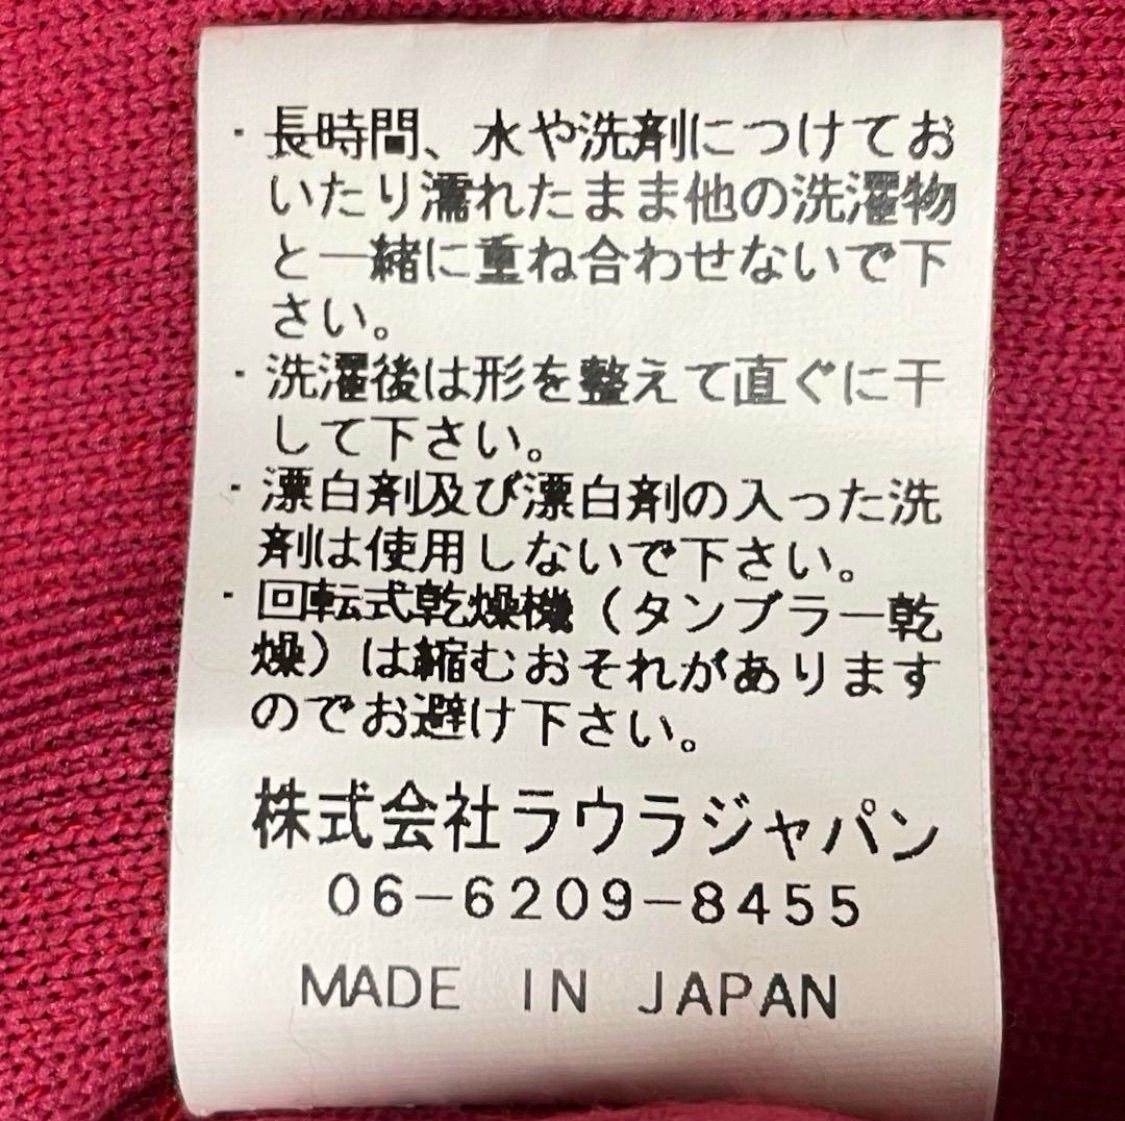 ・長時間、水や洗剤につけてお
いたり濡れたまま他の洗濯物
と一緒に重ね合わせないで下
さい。
・洗濯後は形を整えて直ぐに干
して下さい。
・漂白剤及び漂白剤の入った洗
剤は使用しないで下さい。
・回転式乾燥機（タンブラー乾
燥）は縮むおそれがあります
のでお避け下さい。
株式会社ラウラジャパン
06-6209-8455
MADE IN JAPAN